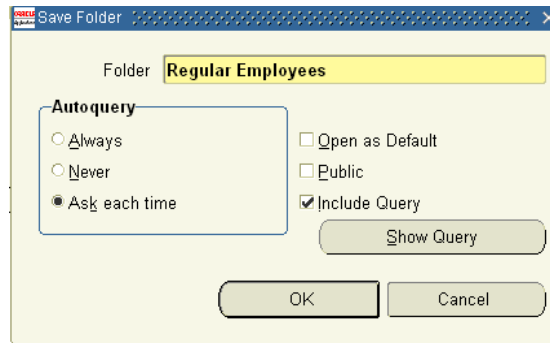 ORACLE
Save Folder
Folder Regular Employees
Autoquery
Always
Never
Ask each time
Open as Default
Public
Include Query
Show Query
OK Cancel